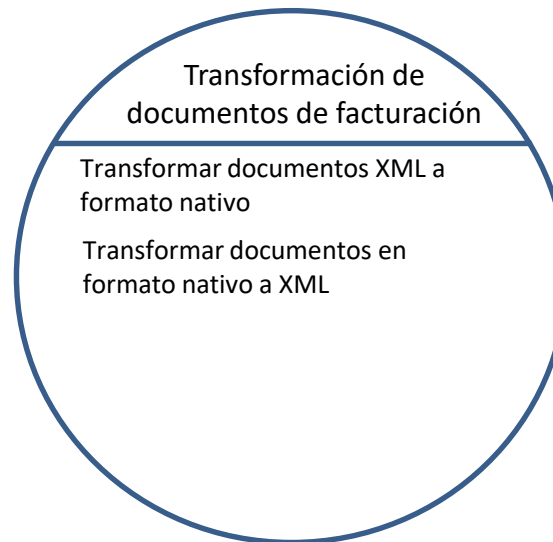 Transformación de
documentos de facturación
Transformar documentos XML a
formato nativo
Transformar documentos en
formato nativo a XML